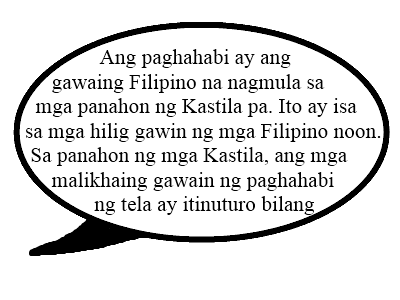 Ang paghahabi ay ang
gawaing Filipino na nagmula sa
mga panahon ng Kastila pa. Ito ay isa
sa mga hilig gawin ng mga Filipino noon.
Sa panahon ng mga Kastila, ang mga
malikhaing gawain ng paghahabi
ng tela ay itinuturo bilang